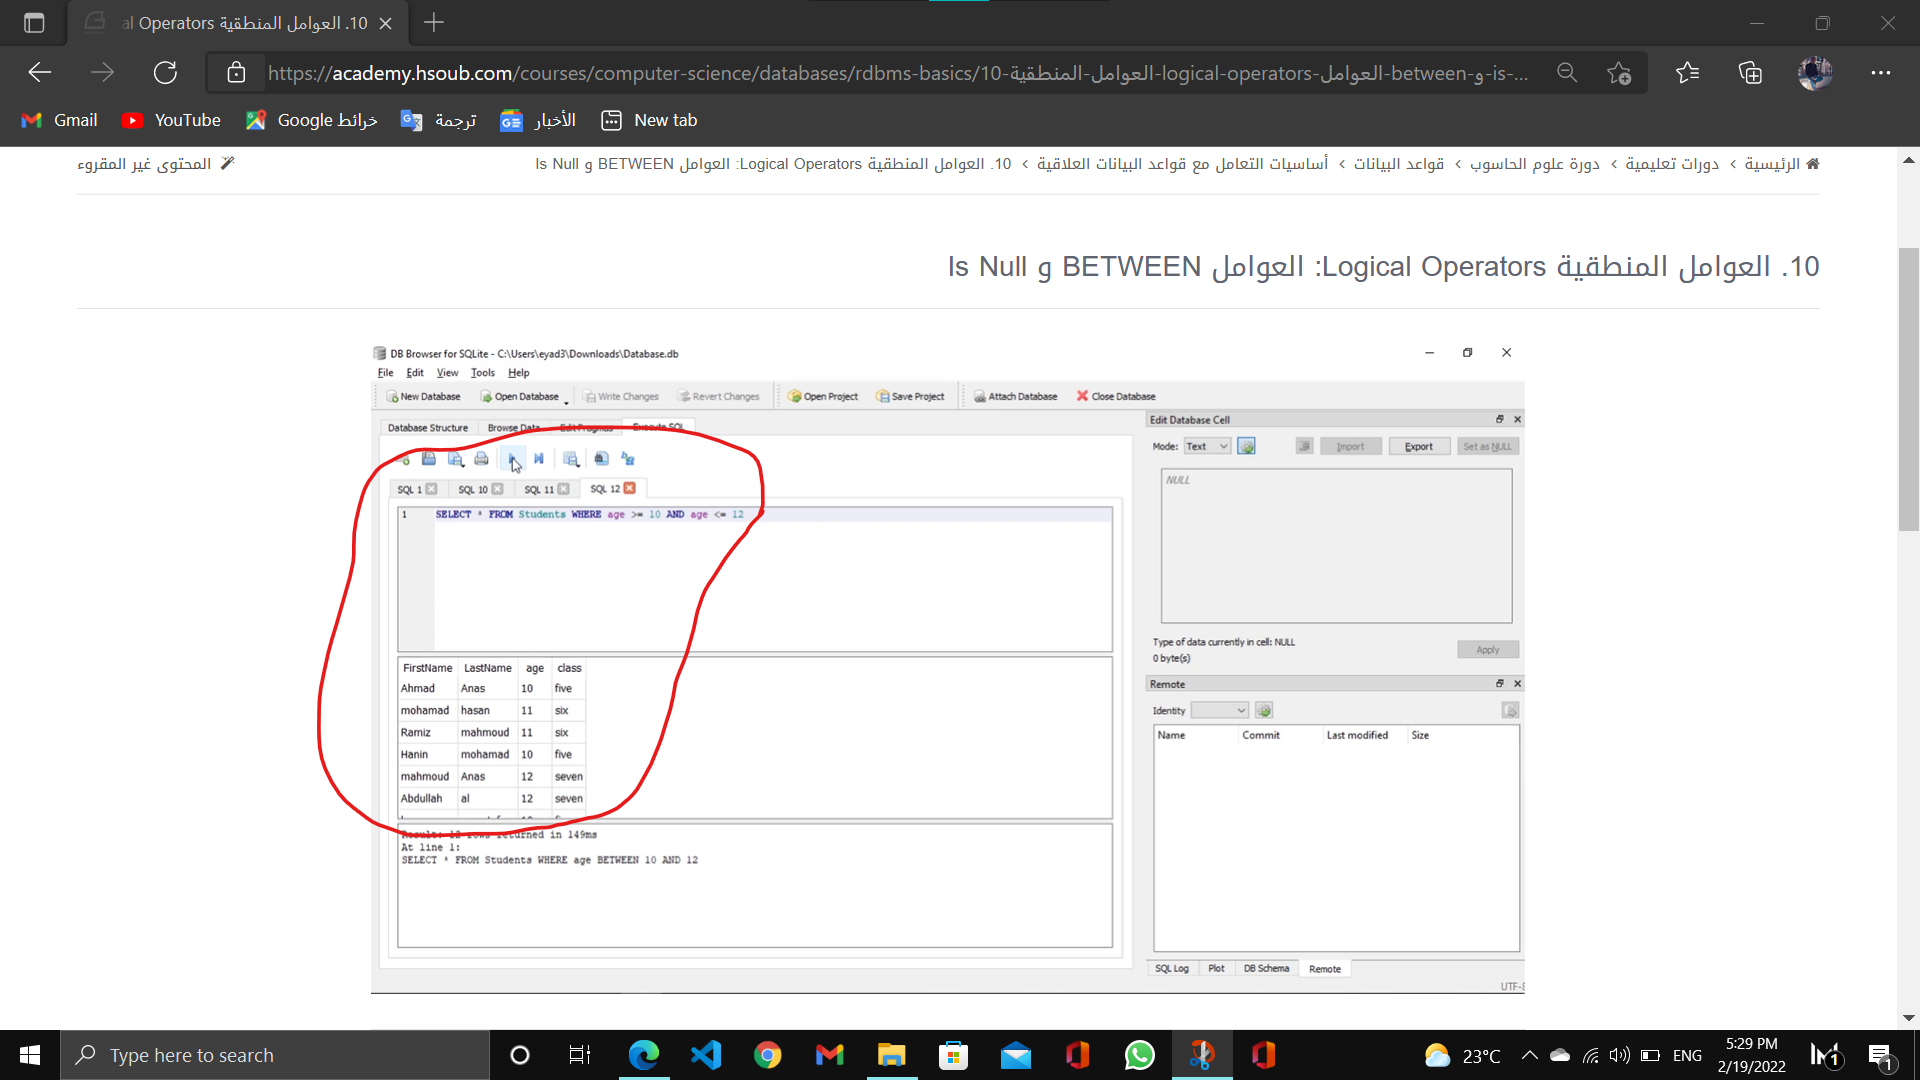 10. العوامل المنطقية al Operators
https://academy.hsoub.com/courses/computer-science/databases/rdbms-basics/10-العوامل-المنطقية-logical-operators-العوامل-between-و-is-...
Gmail
YouTube
خرائط Google
ترجمة
الأخبار
New tab
الرئيسية › دورات تعليمية › دورة علوم الحاسوب › قواعد البيانات › أساسيات التعامل مع قواعد البيانات العلاقية › 10. العوامل المنطقية Logical Operators: العوامل BETWEEN و Is Null
المحتوى غير المقروء
10. العوامل المنطقية Logical Operators: العوامل BETWEEN و Is Null
DB Browser for SQLite - C:\Users\eyad3\Downloads\Database.db
File Edit View Tools Help
New Database Open Database Write Changes Revert Changes Open Project Save Project Attach Database Close Database
Database Structure Browse Data Edit Pragmas Execute SQL
SQL 1 SQL 10 SQL 11 SQL 12
1 SELECT * FROM Students WHERE age >= 10 AND age <= 12
FirstName LastName age class
Ahmad Anas 10 five
mohamad hasan 11 six
Ramiz mahmoud 11 six
Hanin mohamad 10 five
mahmoud Anas 12 seven
Abdullah al 12 seven
Result: 12 rows returned in 149ms
At line 1:
SELECT * FROM Students WHERE age BETWEEN 10 AND 12
Edit Database Cell
Mode: Text Import Export Set as NULL
NULL
Type of data currently in cell: NULL
0 byte(s)
Apply
Remote
Identity
Name Commit Last modified Size
SQL Log Plot DB Schema Remote
UTF-8
Type here to search
23°C
ENG
5:29 PM
2/19/2022
1
1